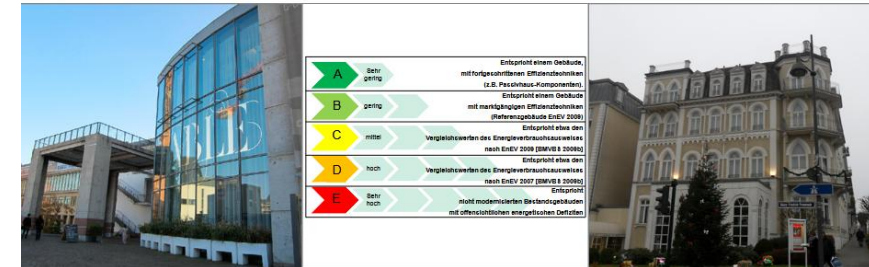 ABLE
A
Sehr
gering
Entspricht einem Gebäude,
mit fortgeschrittenen Effizienztechniken
(z.B. Passivhaus-Komponenten).
B
gering
Entspricht einem Gebäude
mit marktgängigen Effizienztechniken
(Referenzgebäude EnEV 2009)
C
mittel
Entspricht etwa den
Vergleichswerten des Energieverbrauchsausweises
nach EnEV 2009 [BMVBS 2009b]
D
hoch
Entspricht etwa den
Vergleichswerten des Energieverbrauchsausweises
nach EnEV 2007 [BMVBS 2009b]
E
Sehr
hoch
Entspricht
nicht modernisierten Bestandsgebäuden
mit offensichtlichen energetischen Defiziten